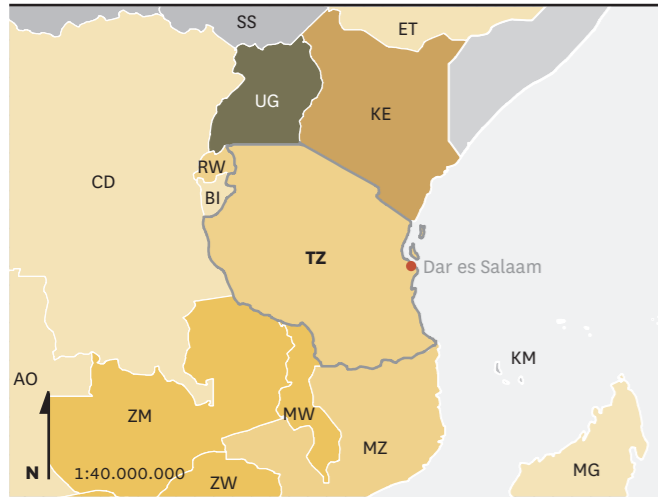 SS
ET
UG
KE
RW
CD
BI
TZ
Dar es Salaam
KM
AO
ZM
MW
MZ
N
1:40.000.000
ZW
MG